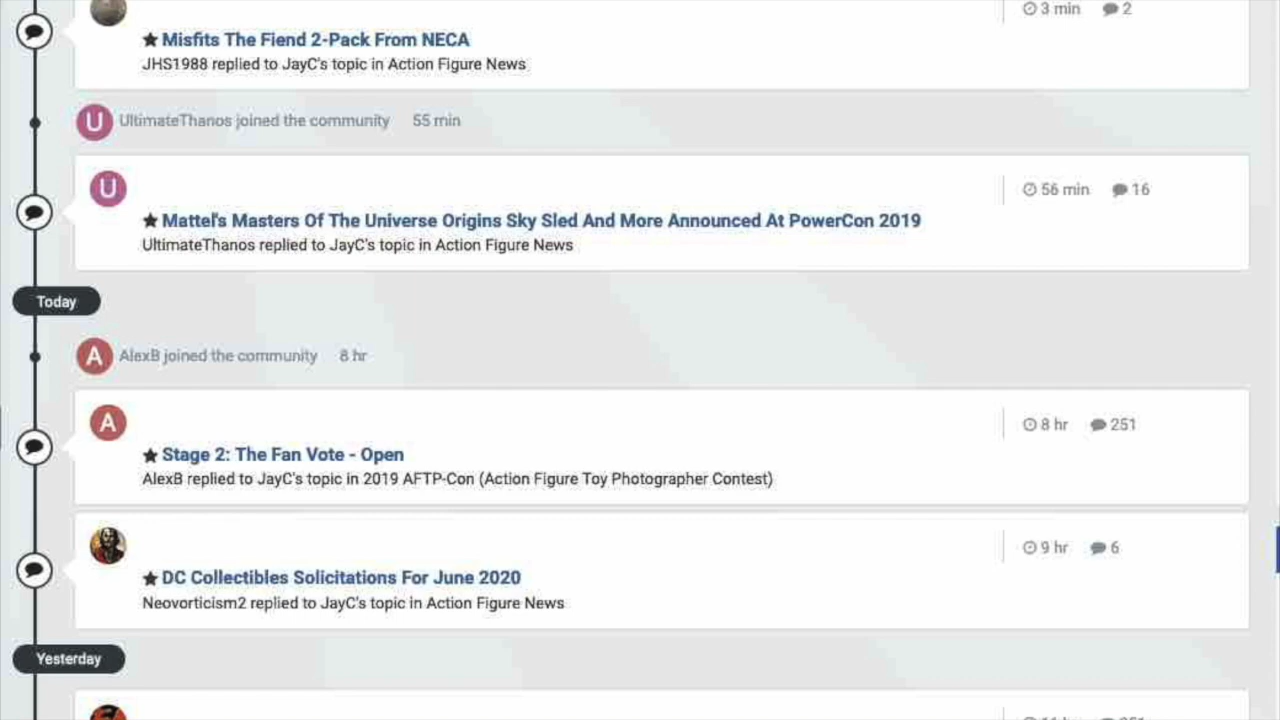 3 min 2
Misfits The Fiend 2-Pack From NECA
JHS1988 replied to JayC's topic in Action Figure News
U UltimateThanos joined the community 55 min
U 56 min 16
Mattel's Masters Of The Universe Origins Sky Sled And More Announced At PowerCon 2019
UltimateThanos replied to JayC's topic in Action Figure News
Today
A AlexB joined the community 8 hr
A 8 hr 251
Stage 2: The Fan Vote - Open
AlexB replied to JayC's topic in 2019 AFTP-Con (Action Figure Toy Photographer Contest)
9 hr 6
DC Collectibles Solicitations For June 2020
Neovorticism2 replied to JayC's topic in Action Figure News
Yesterday